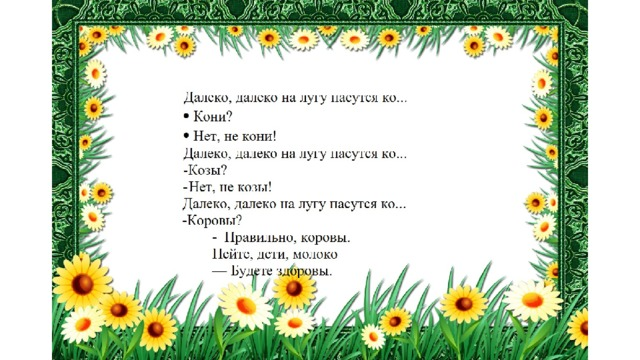 Далеко, далеко на лугу пасутся ко...
• Кони?
• Нет, не кони!
Далеко, далеко на лугу пасутся ко...
-Козы?
-Нет, не козы!
Далеко, далеко на лугу пасутся ко...
-Коровы?
- Правильно, коровы.
Пейте, дети, молоко
— Будете здоровы.